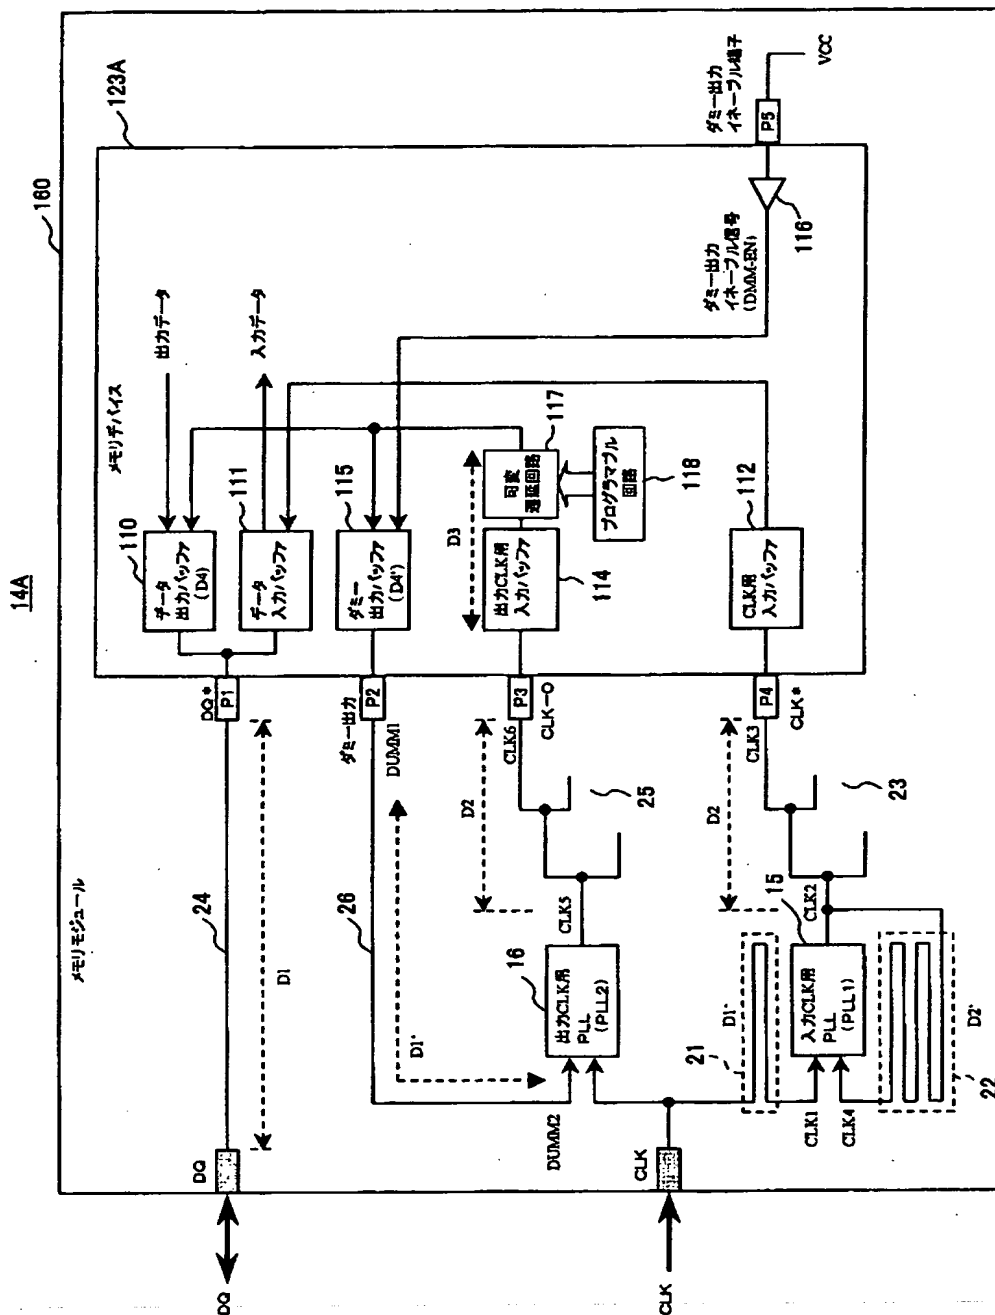 14A
160
メモリモジュール
123A
メモリデバイス
出力データ
入力データ
110
データ
出力バッファ
(D4)
111
データ
入力バッファ
115
ダミー
出力バッファ
(D4')
D3
出力CLK用
入力バッファ
114
可変
遅延回路
117
プログラマブル
回路
118
CLK用
入力バッファ
112
ダミー出力
イネーブル信号
(DMM-EN)
116
ダミー出力
イネーブル端子
P5
VCC
DQ*
P1
ダミー出力
P2
DUMM1
CLK6
P3
CLK-O
CLK3
P4
CLK*
24
D1
26
D1'
D2
25
CLK5
16
出力CLK用
PLL
(PLL2)
D2
23
CLK2
15
入力CLK用
PLL
(PLL1)
21
D1'
D2'
22
DUMM2
CLK1
CLK4
DQ
CLK
DQ
CLK